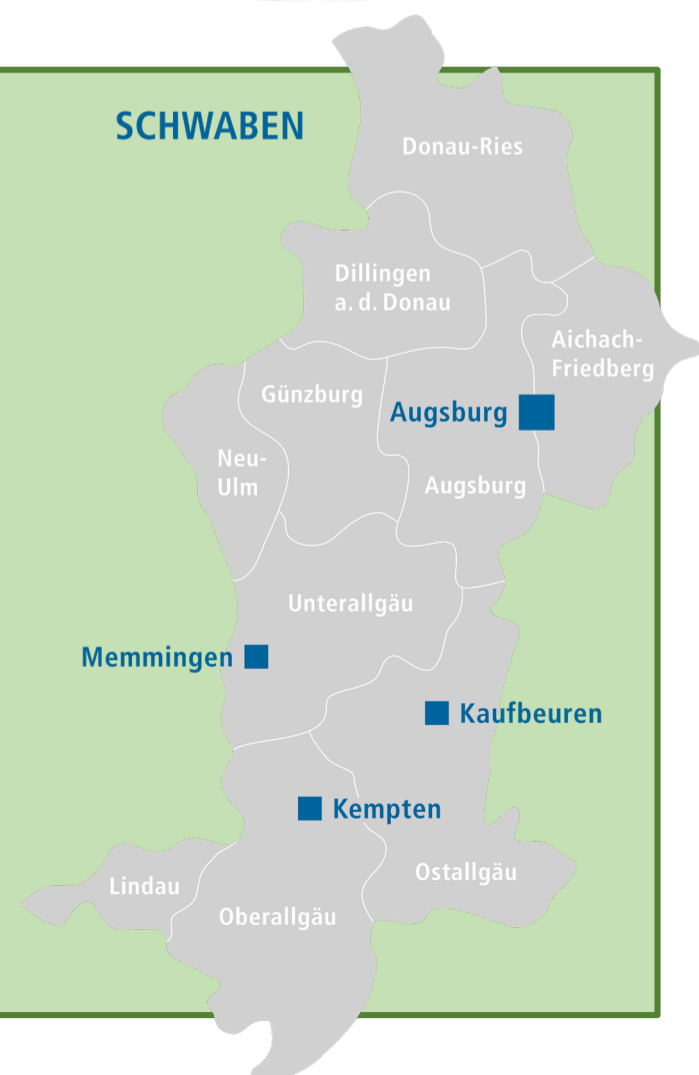 SCHWABEN
Donau-Ries
Dillingen
a. d. Donau
Aichach-
Friedberg
Günzburg
Augsburg
Neu-
Ulm
Augsburg
Unterallgäu
Memmingen
Kaufbeuren
Kempten
Ostallgäu
Lindau
Oberallgäu